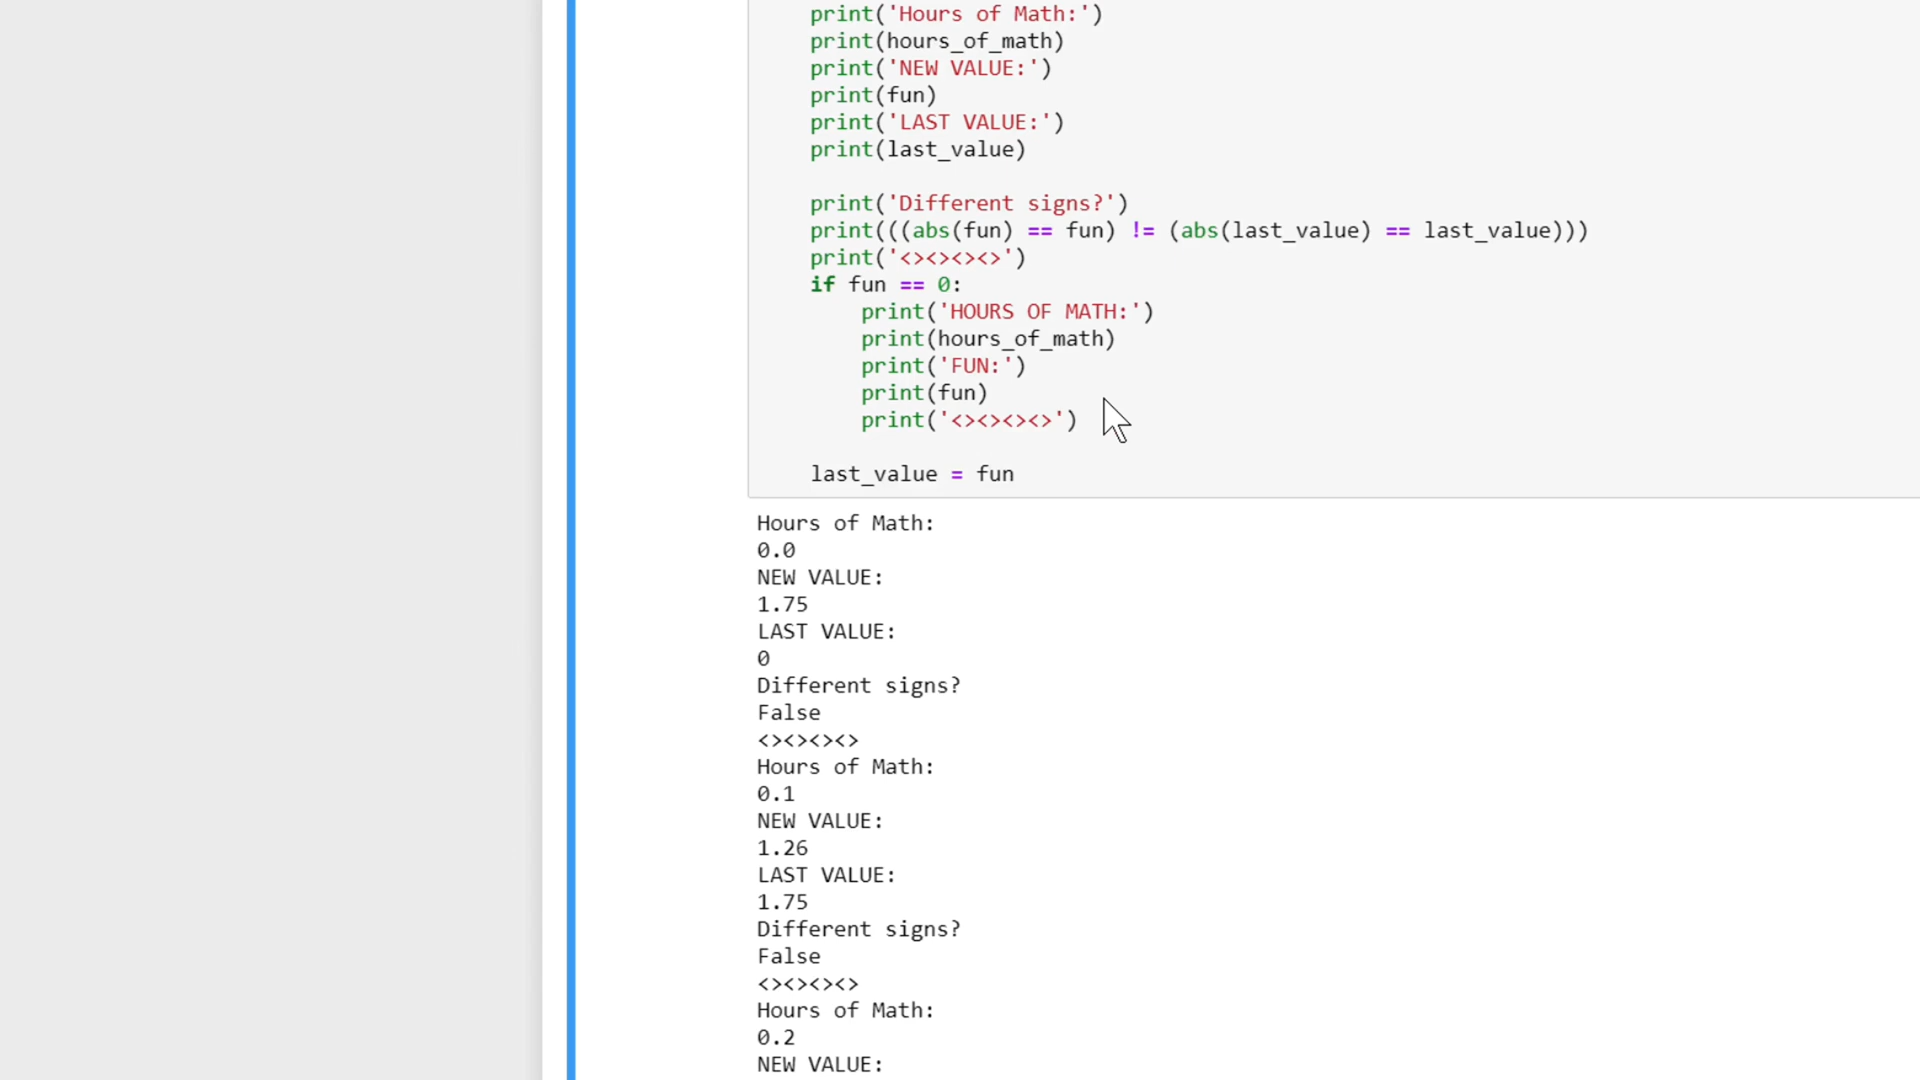 print('Hours of Math:')
print(hours_of_math)
print('NEW VALUE:')
print(fun)
print('LAST VALUE:')
print(last_value)
print('Different signs?')
print(((abs(fun) == fun) != (abs(last_value) == last_value)))
print('<><><><>')
if fun == 0:
print('HOURS OF MATH:')
print(hours_of_math)
print('FUN:')
print(fun)
print('<><><><>')
last_value = fun
Hours of Math:
0.0
NEW VALUE:
1.75
LAST VALUE:
0
Different signs?
False
<><><><>
Hours of Math:
0.1
NEW VALUE:
1.26
LAST VALUE:
1.75
Different signs?
False
<><><><>
Hours of Math:
0.2
NEW VALUE: